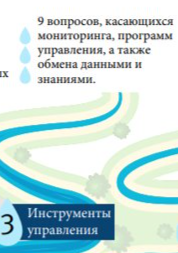 9 вопросов, касающихся
мониторинга, программ
управления, а также
обмена данными и
знаниями.
3 Инструменты
управления